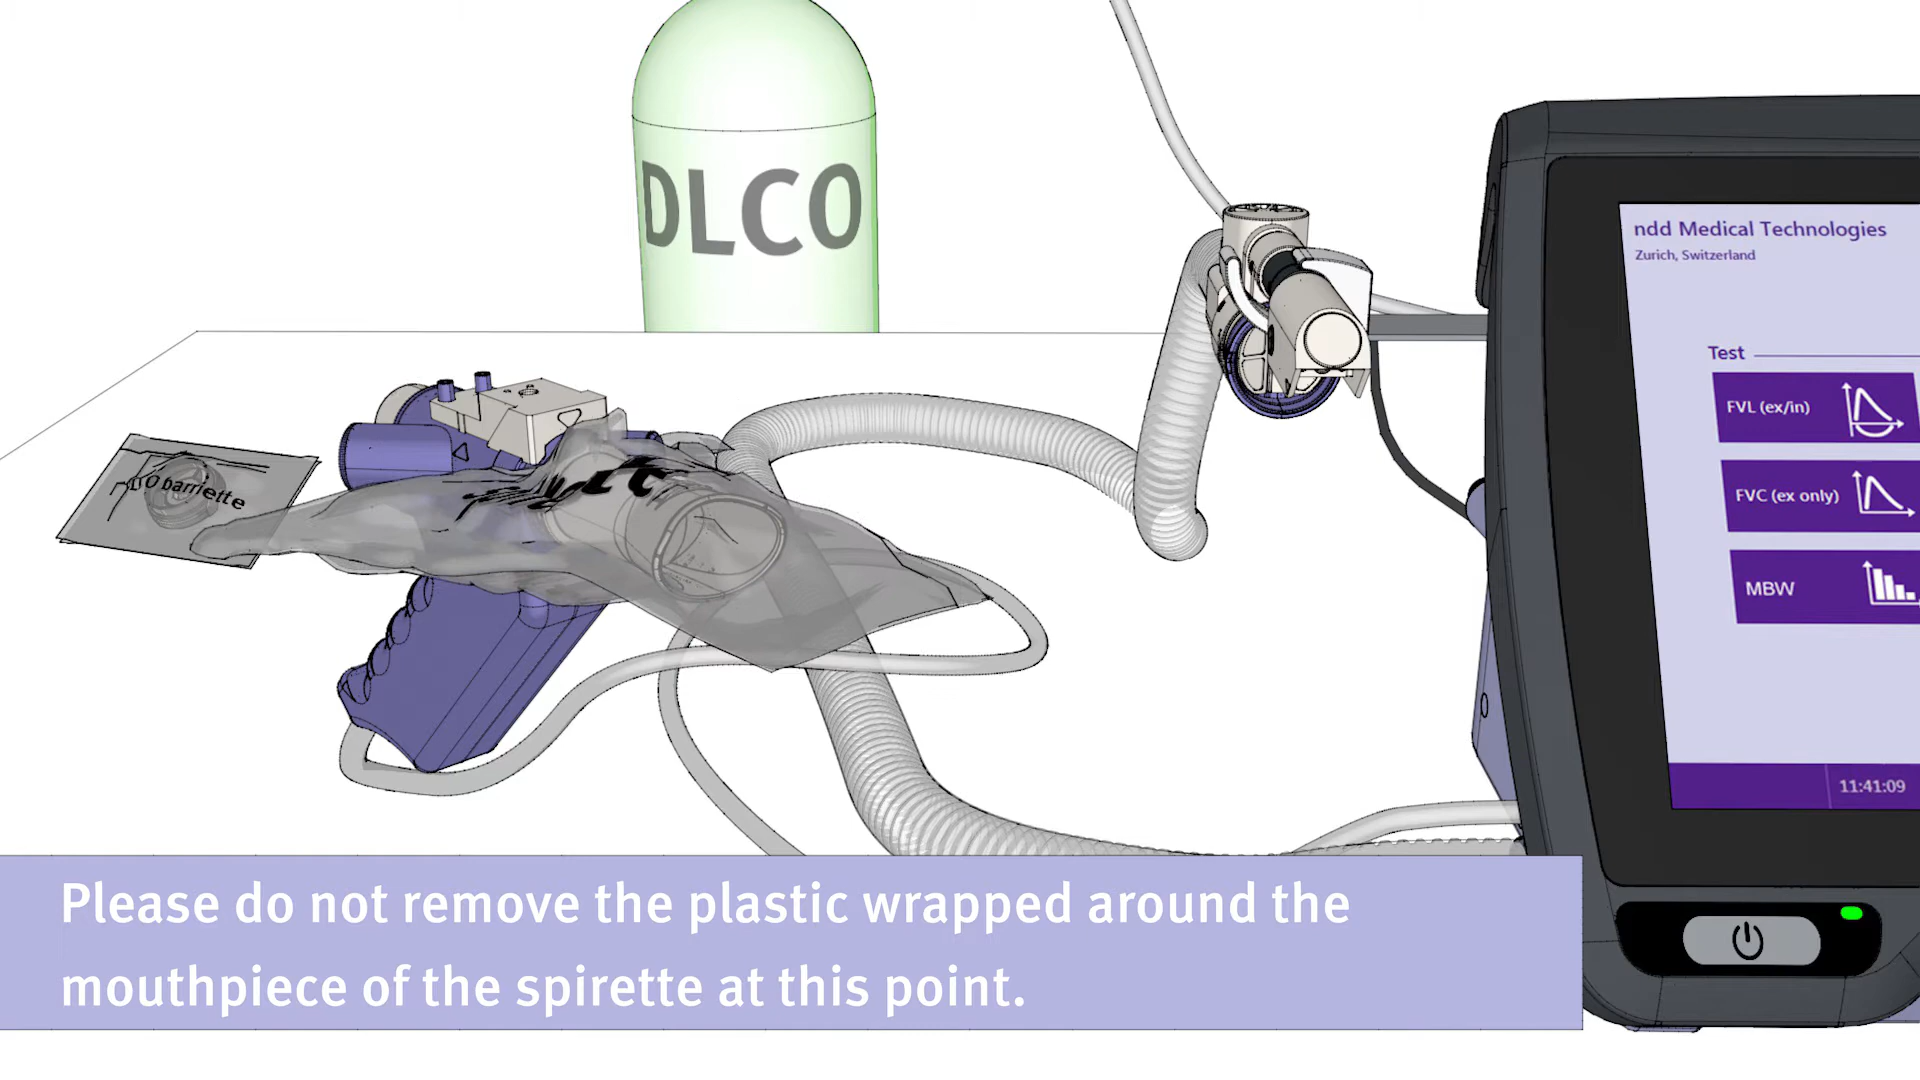 DLCO
barriette
ndd Medical Technologies
Zurich, Switzerland
Test
FVL (ex/in)
FVC (ex only)
MBW
11:41:09
Please do not remove the plastic wrapped around the
mouthpiece of the spirette at this point.